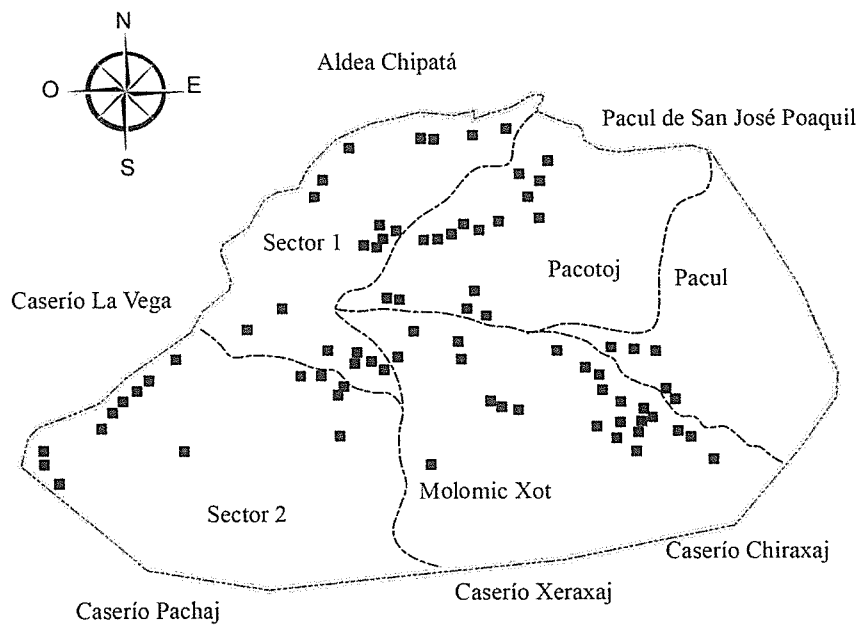 N
Aldea Chipatá
O
E
Pacul de San José Poaquil
S
Sector 1
Pacotoj
Pacul
Caserío La Vega
Molomic Xot
Sector 2
Caserío Chiraxaj
Caserío Xeraxaj
Caserío Pachaj